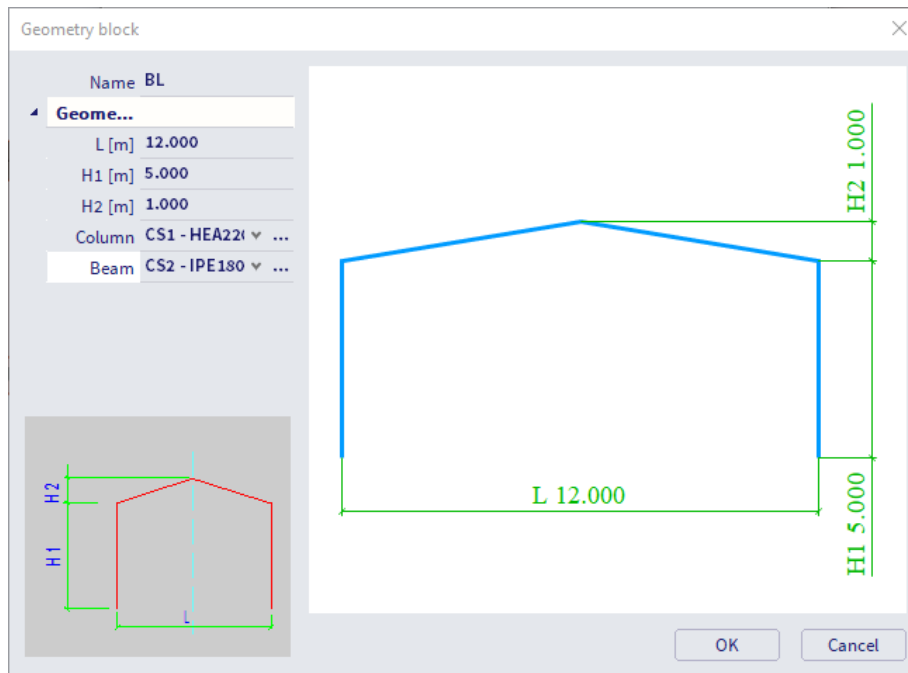 Geometry block
Name BL
Geome...
L [m] 12.000
H1 [m] 5.000
H2 [m] 1.000
Column CS1 - HEA22( ...
Beam CS2 - IPE180 ...
H2 1.000
L 12.000
H1 5.000
H2
H1
L
OK
Cancel